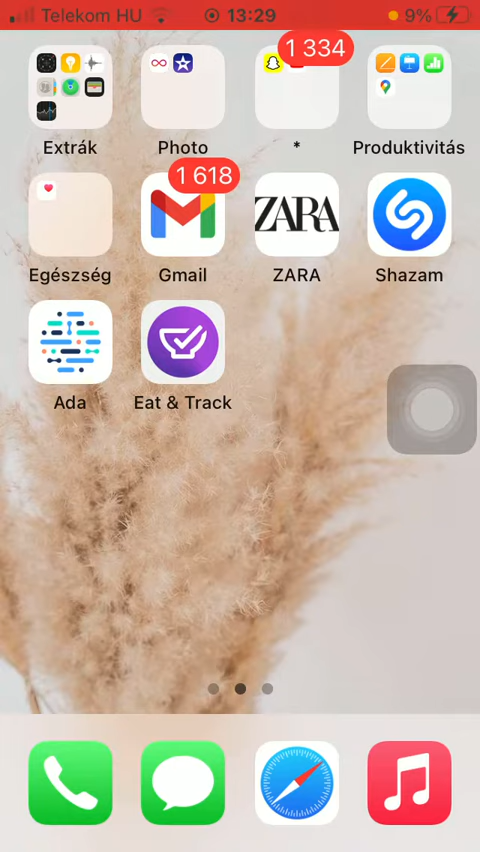 Telekom HU 13:29 9%
1 334
Extrák Photo * Produktivitás
1 618
ZARA
Egészség Gmail ZARA Shazam
Ada Eat & Track